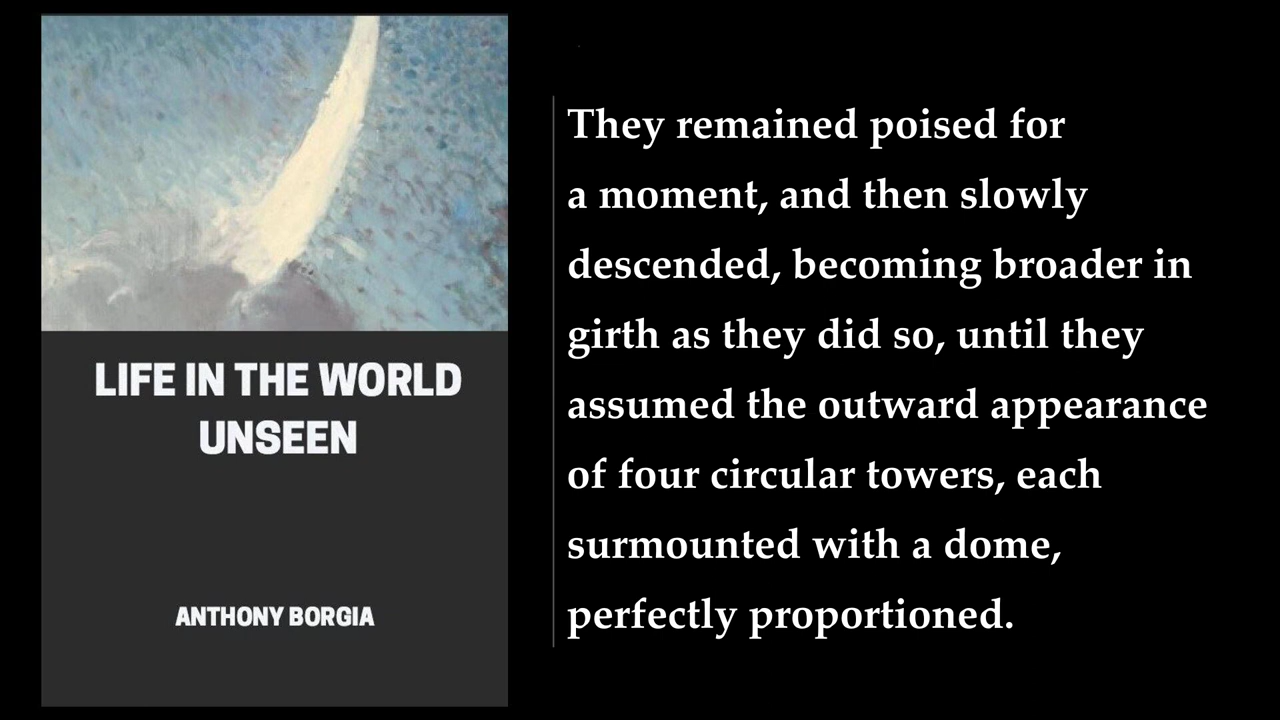 LIFE IN THE WORLD
UNSEEN
ANTHONY BORGIA
They remained poised for
a moment, and then slowly
descended, becoming broader in
girth as they did so, until they
assumed the outward appearance
of four circular towers, each
surmounted with a dome,
perfectly proportioned.